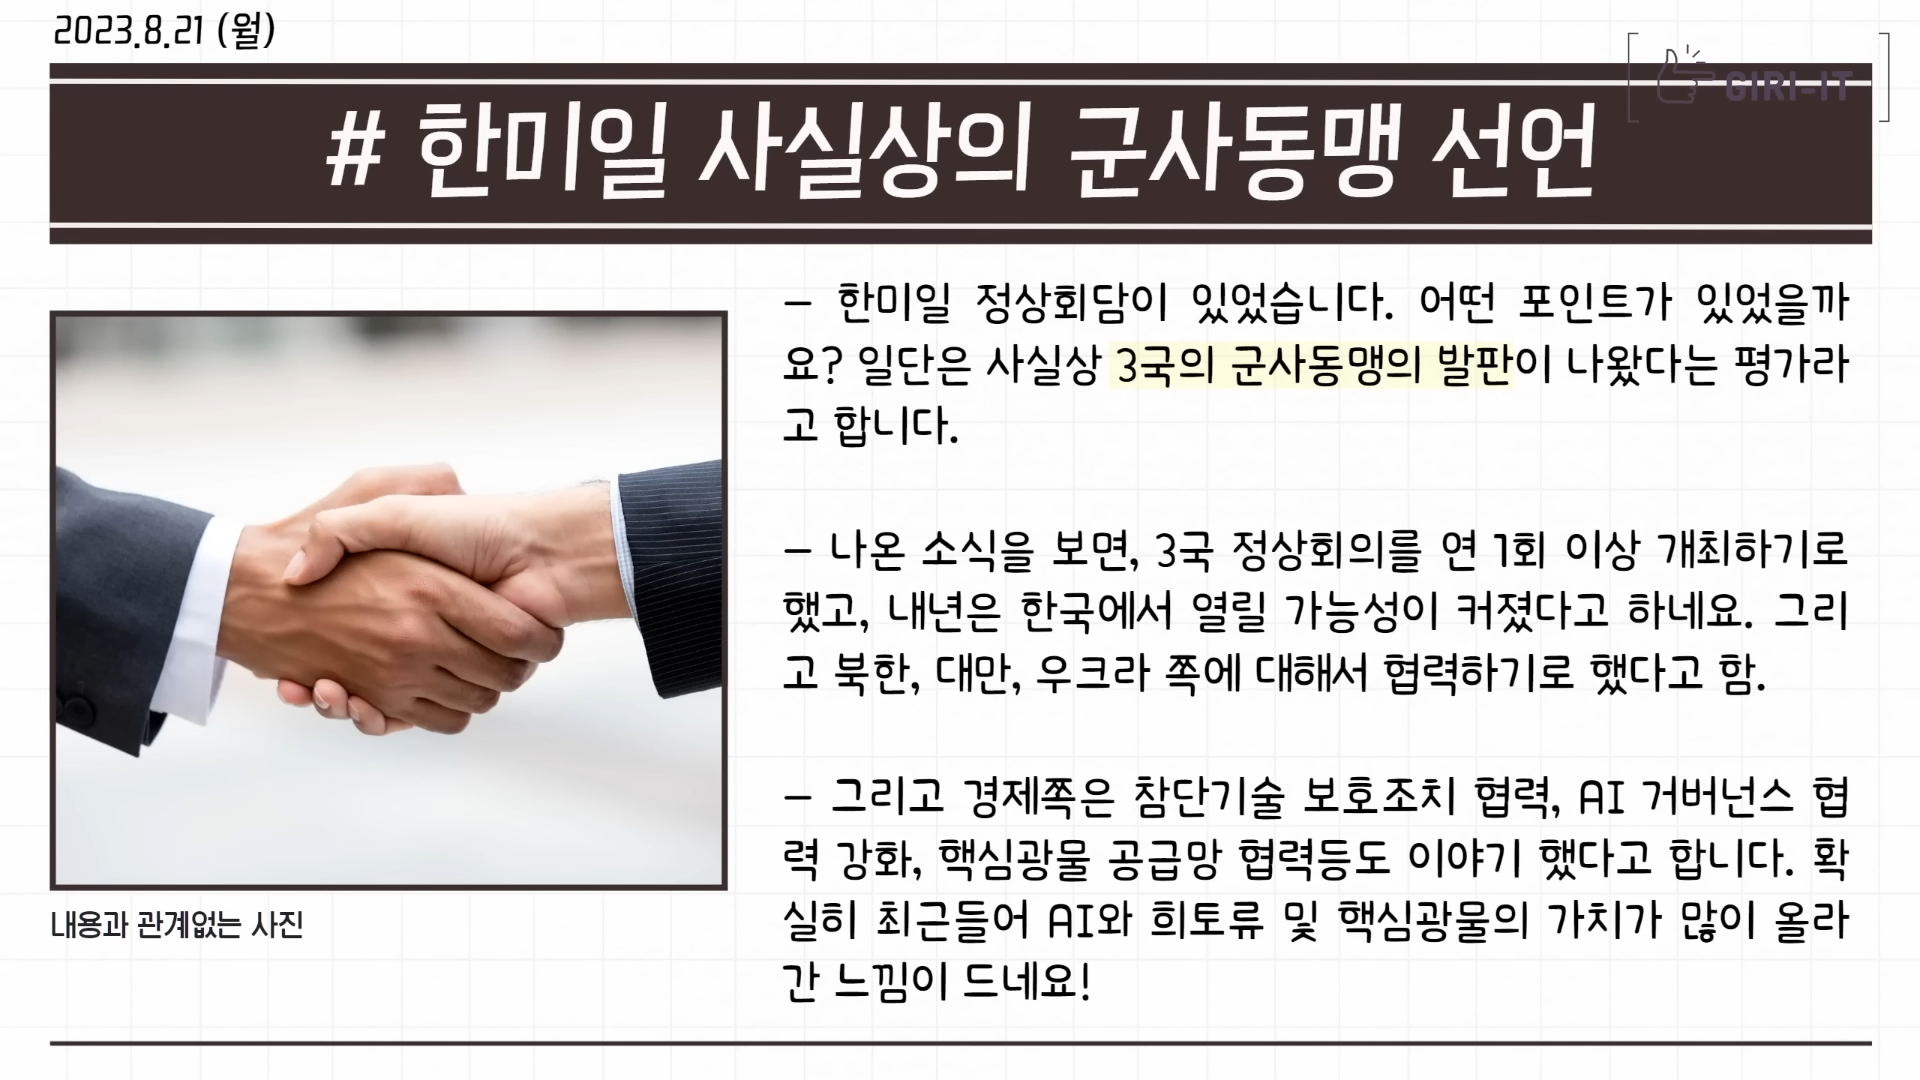 2023.8.21 (월)
GIRI-IT
# 한미일 사실상의 군사동맹 선언
- 한미일 정상회담이 있었습니다. 어떤 포인트가 있었을까
요? 일단은 사실상 3국의 군사동맹의 발판이 나왔다는 평가라
고 합니다.
- 나온 소식을 보면, 3국 정상회의를 연 1회 이상 개최하기로
했고, 내년은 한국에서 열릴 가능성이 커졌다고 하네요. 그리
고 북한, 대만, 우크라 쪽에 대해서 협력하기로 했다고 함.
- 그리고 경제쪽은 참단기술 보호조치 협력, AI 거버넌스 협
력 강화, 핵심광물 공급망 협력등도 이야기 했다고 합니다. 확
실히 최근들어 AI와 희토류 및 핵심광물의 가치가 많이 올라
간 느낌이 드네요!
내용과 관계없는 사진